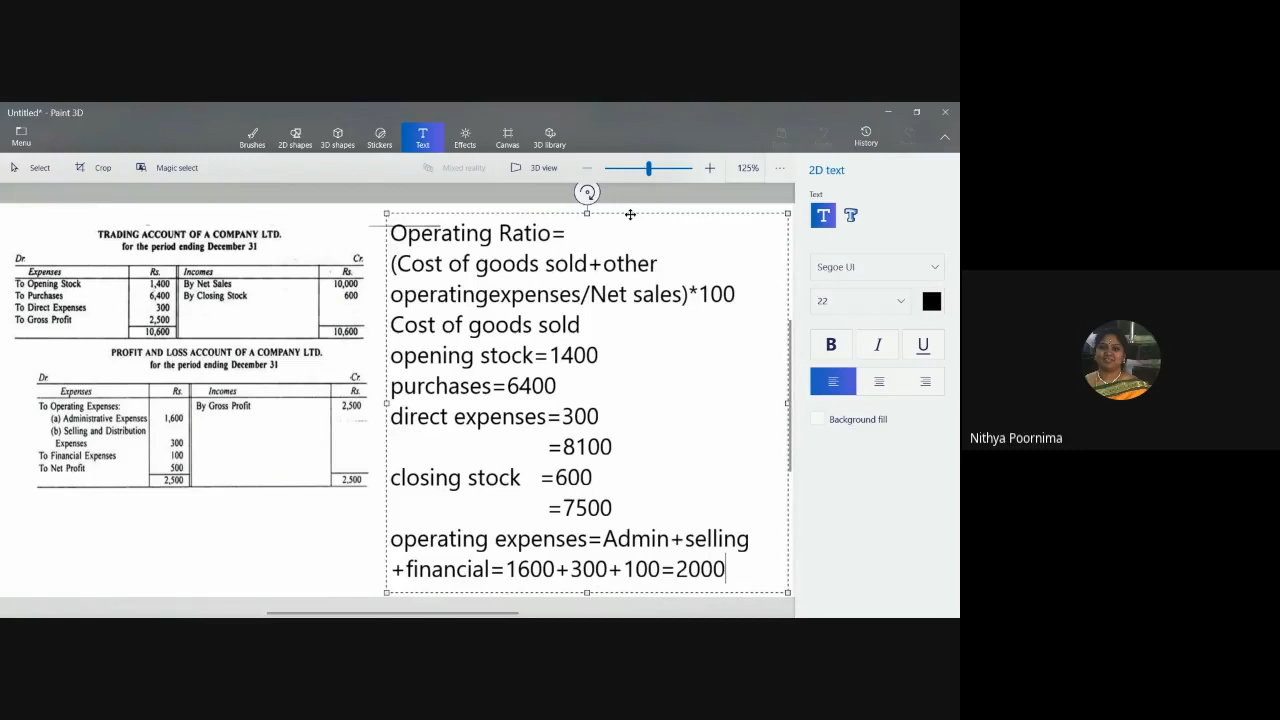 Untitled* - Paint 3D
Menu
Brushes
2D shapes
3D shapes
Stickers
Text
Effects
Canvas
3D library
History
Select
Crop
Magic select
Mixed reality
3D view
125%
2D text
Text
Segoe UI
22
B I U
Background fill
TRADING ACCOUNT OF A COMPANY LTD.
for the period ending December 31
Dr. Cr.
Expenses Rs. Incomes Rs.
To Opening Stock 1,400 By Net Sales 10,000
To Purchases 6,400 By Closing Stock 600
To Direct Expenses 300
To Gross Profit 2,500
10,600 10,600
PROFIT AND LOSS ACCOUNT OF A COMPANY LTD.
for the period ending December 31
Dr. Cr.
Expenses Rs. Incomes Rs.
To Operating Expenses: By Gross Profit 2,500
(a) Administrative Expenses 1,600
(b) Selling and Distribution
Expenses 300
To Financial Expenses 100
To Net Profit 500
2,500 2,500
Operating Ratio=
(Cost of goods sold+other
operatingexpenses/Net sales)*100
Cost of goods sold
opening stock=1400
purchases=6400
direct expenses=300
=8100
closing stock =600
=7500
operating expenses=Admin+selling
+financial=1600+300+100=2000
Nithya Poornima